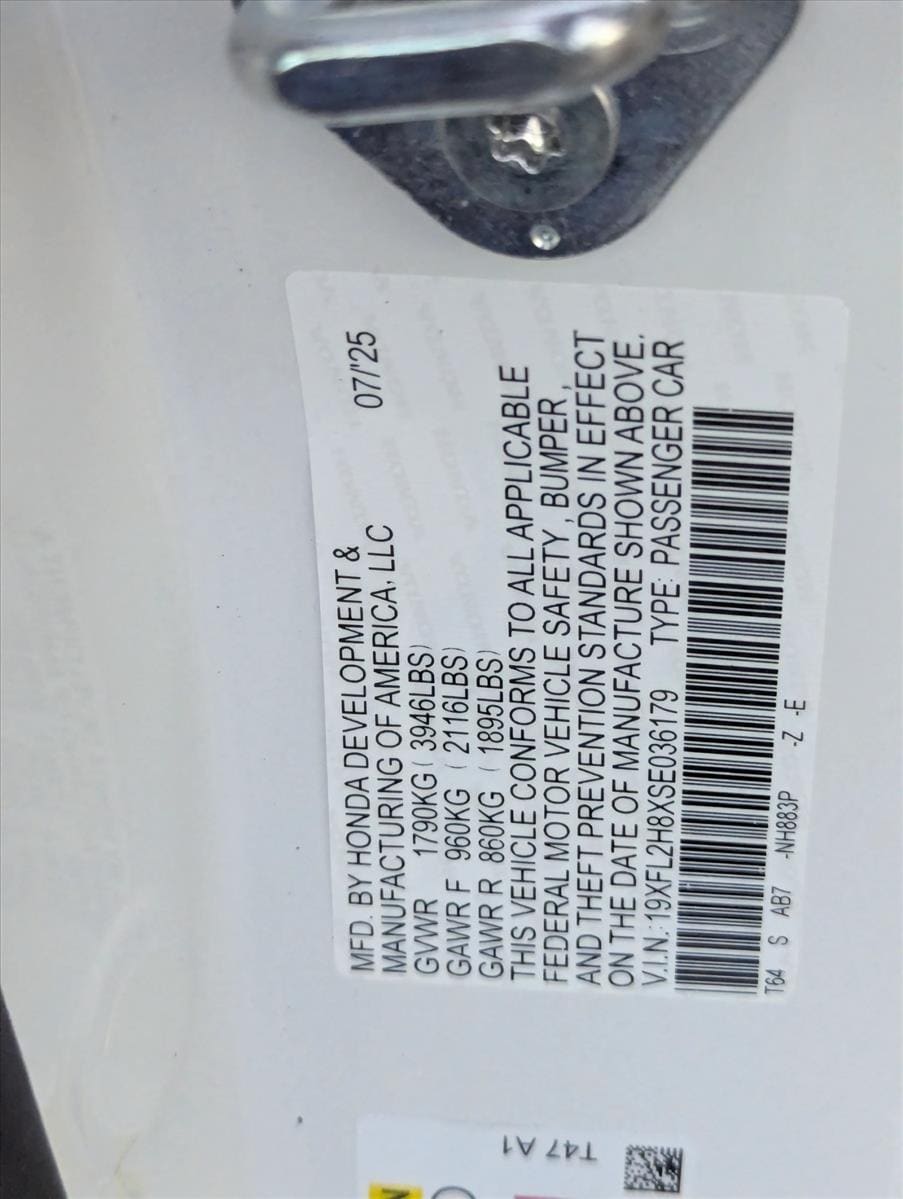 MFD. BY HONDA DEVELOPMENT &
MANUFACTURING OF AMERICA, LLC 07/'25
GVWR 1790KG ( 3946LBS)
GAWR F 960KG ( 2116LBS)
GAWR R 860KG ( 1895LBS)
THIS VEHICLE CONFORMS TO ALL APPLICABLE
FEDERAL MOTOR VEHICLE SAFETY, BUMPER,
AND THEFT PREVENTION STANDARDS IN EFFECT
ON THE DATE OF MANUFACTURE SHOWN ABOVE.
V.I.N.:19XFL2H8XSE036179 TYPE: PASSENGER CAR
T64 S AB7 -NH883P -Z -E
T47 A1